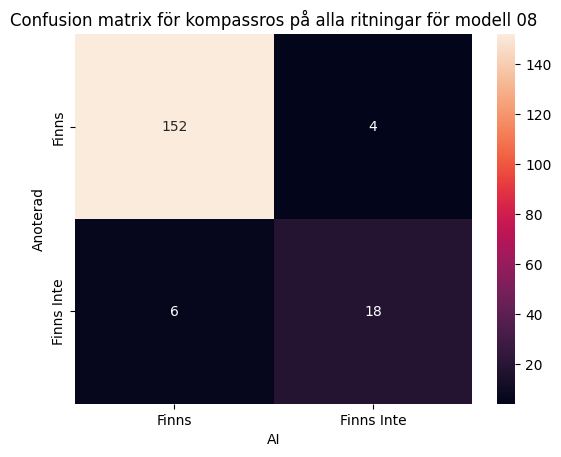 Confusion matrix för kompassros på alla ritningar för modell 08
Anoterad
Finns
152
4
Finns Inte
6
18
Finns
Finns Inte
AI
140
120
100
80
60
40
20